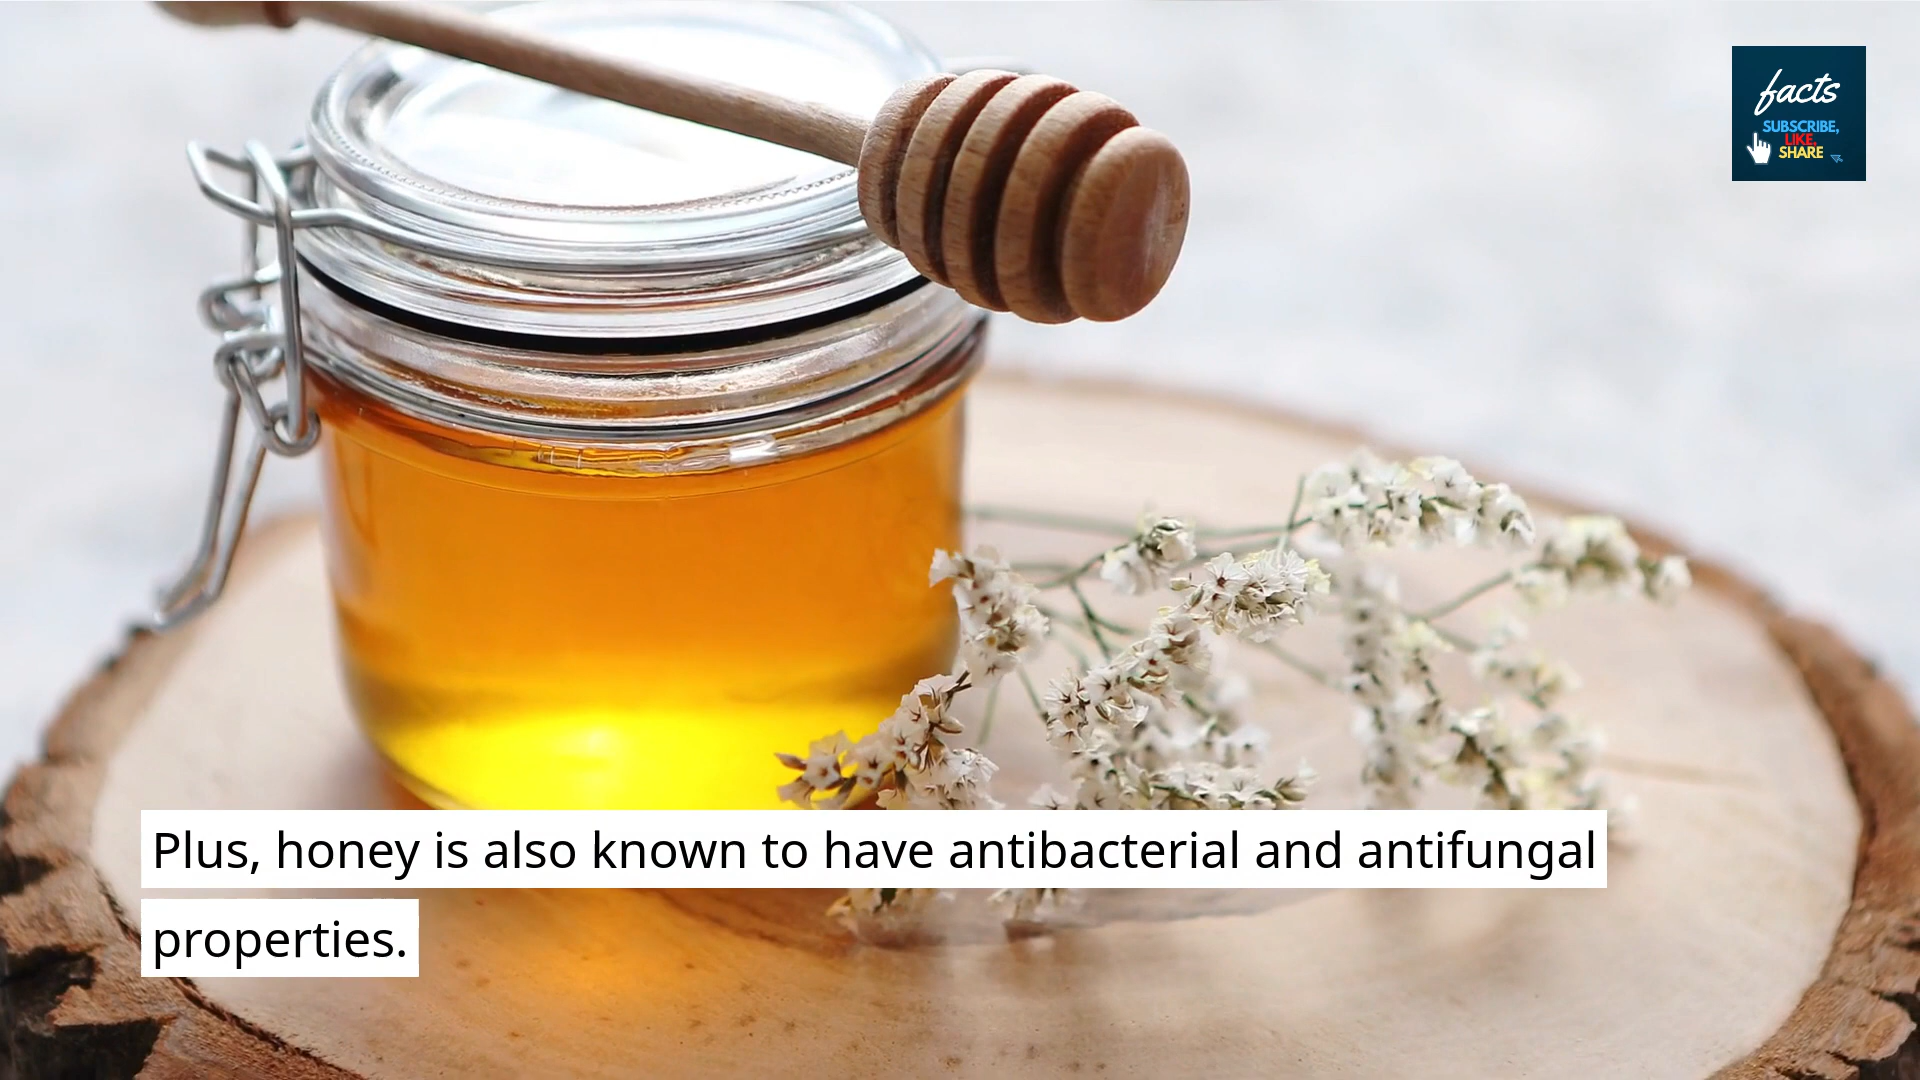 facts
SUBSCRIBE,
LIKE,
SHARE
Plus, honey is also known to have antibacterial and antifungal
properties.